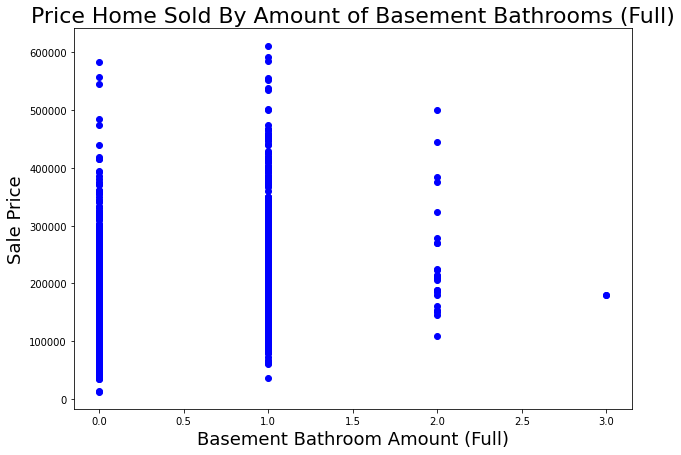 Price Home Sold By Amount of Basement Bathrooms (Full)
600000
500000
400000
300000
200000
100000
0
Sale Price
0.0 0.5 1.0 1.5 2.0 2.5 3.0
Basement Bathroom Amount (Full)